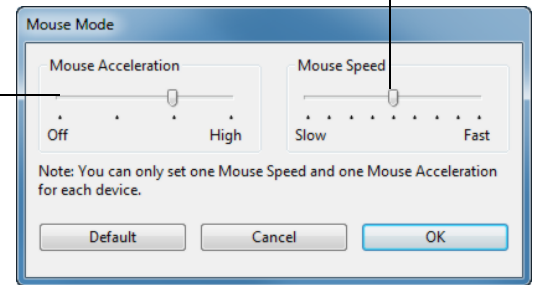 Mouse Mode
Mouse Acceleration
Mouse Speed
Off High
Slow Fast
Note: You can only set one Mouse Speed and one Mouse Acceleration
for each device.
Default Cancel OK